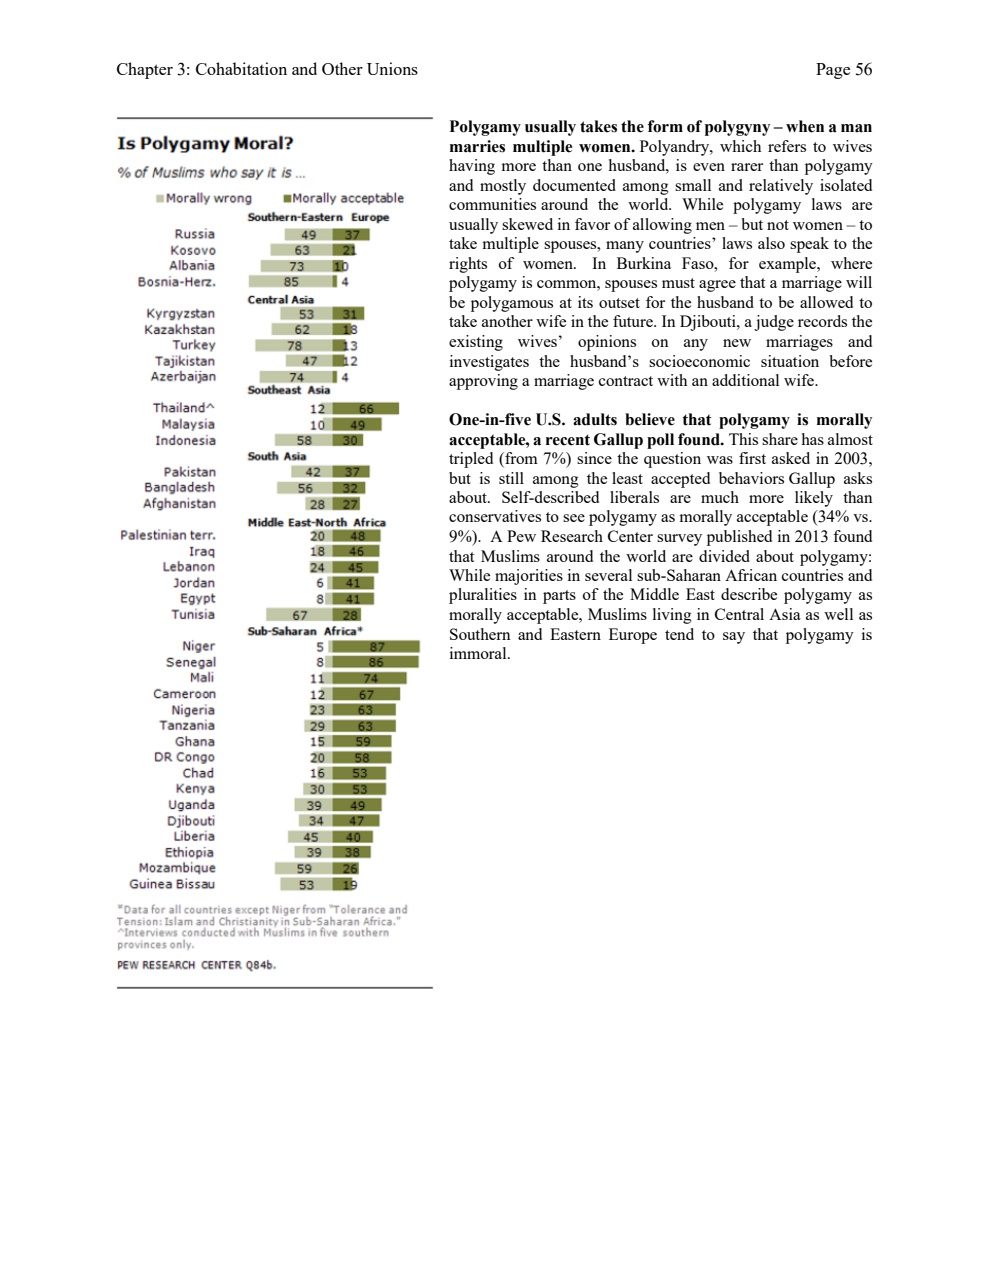 Chapter 3: Cohabitation and Other Unions Page 56
Is Polygamy Moral?
% of Muslims who say it is ...
Morally wrong Morally acceptable
Southern-Eastern Europe
Russia 49 37
Kosovo 63 21
Albania 73 10
Bosnia-Herz. 85 4
Central Asia
Kyrgyzstan 53 31
Kazakhstan 62 18
Turkey 78 13
Tajikistan 47 12
Azerbaijan 74 4
Southeast Asia
Thailand^ 12 66
Malaysia 10 49
Indonesia 58 30
South Asia
Pakistan 42 37
Bangladesh 56 32
Afghanistan 28 27
Middle East-North Africa
Palestinian terr. 20 48
Iraq 18 46
Lebanon 24 45
Jordan 6 41
Egypt 8 41
Tunisia 67 28
Sub-Saharan Africa*
Niger 5 87
Senegal 8 86
Mali 11 74
Cameroon 12 67
Nigeria 23 63
Tanzania 29 63
Ghana 15 59
DR Congo 20 58
Chad 16 53
Kenya 30 53
Uganda 39 49
Djibouti 34 47
Liberia 45 40
Ethiopia 39 38
Mozambique 59 26
Guinea Bissau 53 19
*Data for all countries except Niger from "Tolerance and
Tension: Islam and Christianity in Sub-Saharan Africa."
^Interviews conducted with Muslims in five southern
provinces only.
PEW RESEARCH CENTER Q84b.
Polygamy usually takes the form of polygyny – when a man
marries multiple women. Polyandry, which refers to wives
having more than one husband, is even rarer than polygamy
and mostly documented among small and relatively isolated
communities around the world. While polygamy laws are
usually skewed in favor of allowing men – but not women – to
take multiple spouses, many countries’ laws also speak to the
rights of women. In Burkina Faso, for example, where
polygamy is common, spouses must agree that a marriage will
be polygamous at its outset for the husband to be allowed to
take another wife in the future. In Djibouti, a judge records the
existing wives’ opinions on any new marriages and
investigates the husband’s socioeconomic situation before
approving a marriage contract with an additional wife.
One-in-five U.S. adults believe that polygamy is morally
acceptable, a recent Gallup poll found. This share has almost
tripled (from 7%) since the question was first asked in 2003,
but is still among the least accepted behaviors Gallup asks
about. Self-described liberals are much more likely than
conservatives to see polygamy as morally acceptable (34% vs.
9%). A Pew Research Center survey published in 2013 found
that Muslims around the world are divided about polygamy:
While majorities in several sub-Saharan African countries and
pluralities in parts of the Middle East describe polygamy as
morally acceptable, Muslims living in Central Asia as well as
Southern and Eastern Europe tend to say that polygamy is
immoral.